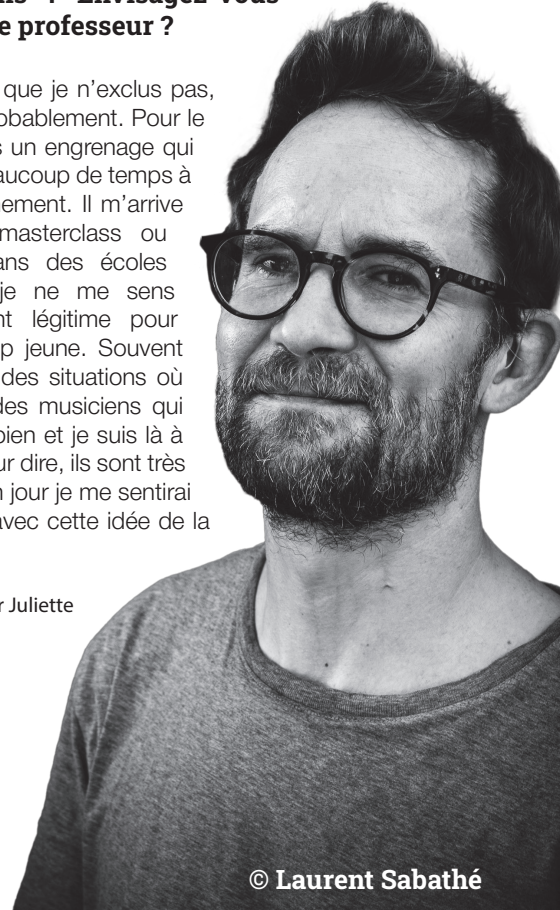 Envisagez-vous
e professeur ?
que je n’exclus pas,
obablement. Pour le
s un engrenage qui
aucoup de temps à
nement. Il m’arrive
masterclass ou
ans des écoles
je ne me sens
nt légitime pour
p jeune. Souvent
des situations où
des musiciens qui
bien et je suis là à
ur dire, ils sont très
n jour je me sentirai
avec cette idée de la
r Juliette
© Laurent Sabathé